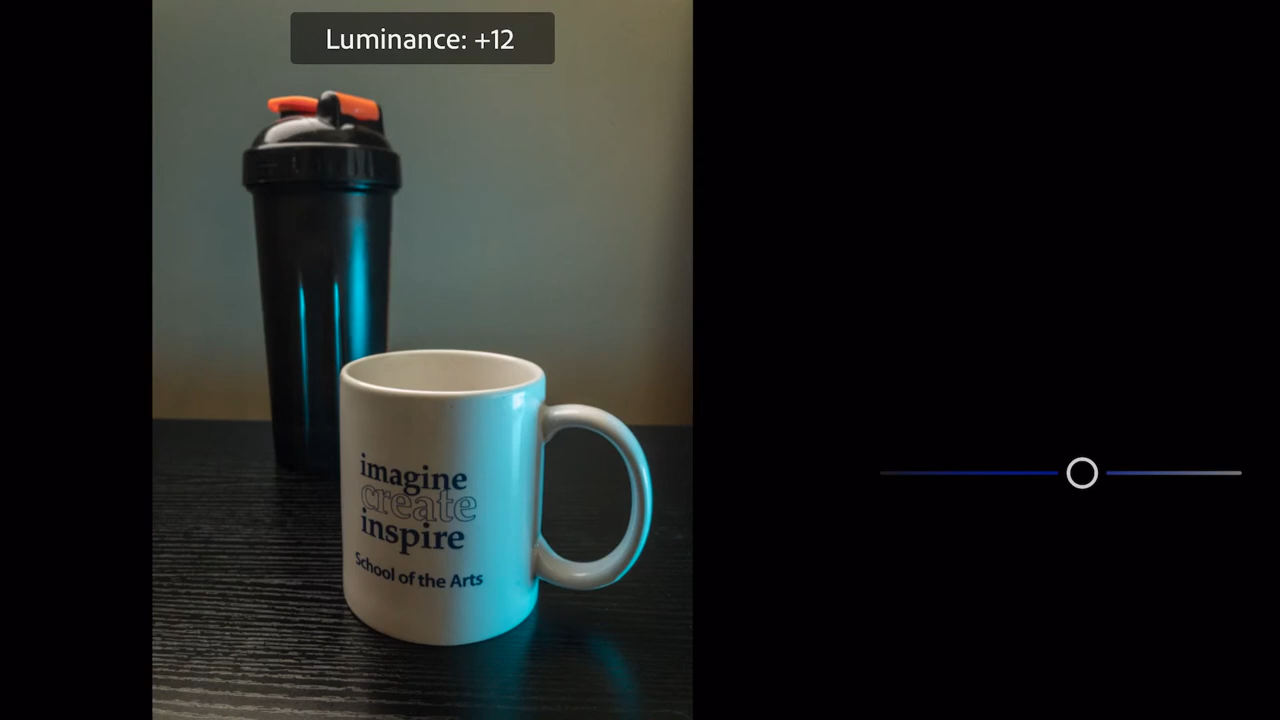 Luminance: +12
imagine
create
inspire
School of the Arts